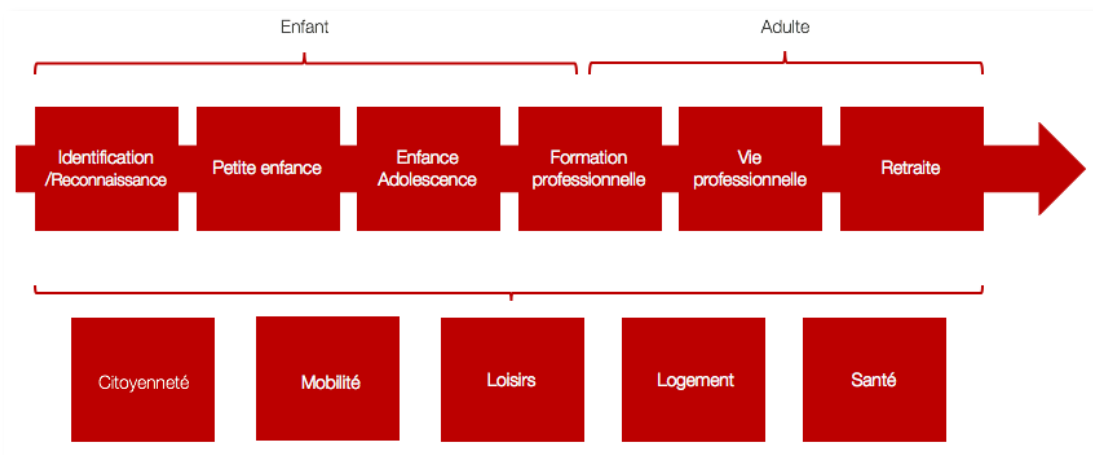 Enfant
Adulte
Identification
/Reconnaissance
Petite enfance
Enfance
Adolescence
Formation
professionnelle
Vie
professionnelle
Retraite
Citoyenneté
Mobilité
Loisirs
Logement
Santé